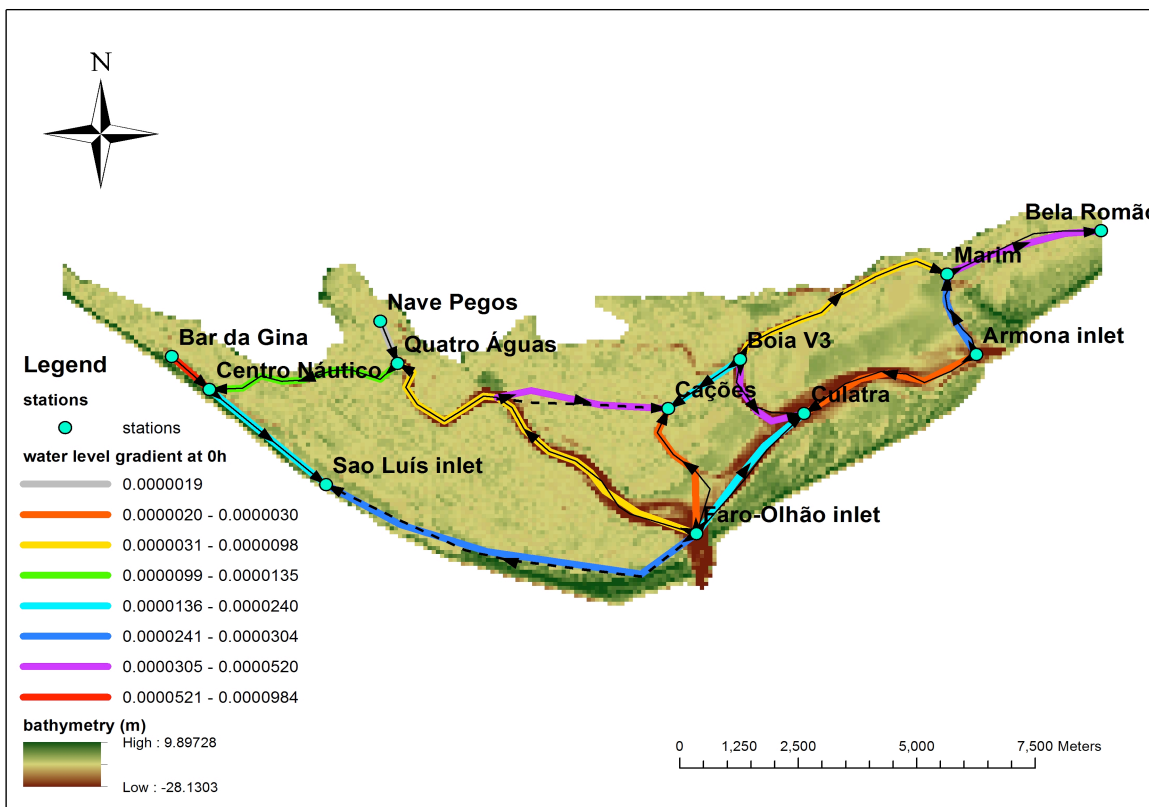 N
Bela Romão
Marim
Nave Pegos
Armona inlet
Bar da Gina
Quatro Águas
Boia V3
Legend
Centro Náutico
Cações
Culatra
stations
stations
water level gradient at 0h
Sao Luís inlet
0.0000019
0.0000020 - 0.0000030
Faro-Olhão inlet
0.0000031 - 0.0000098
0.0000099 - 0.0000135
0.0000136 - 0.0000240
0.0000241 - 0.0000304
0.0000305 - 0.0000520
0.0000521 - 0.0000984
bathymetry (m)
High : 9.89728
Low : -28.1303
0 1,250 2,500 5,000 7,500 Meters